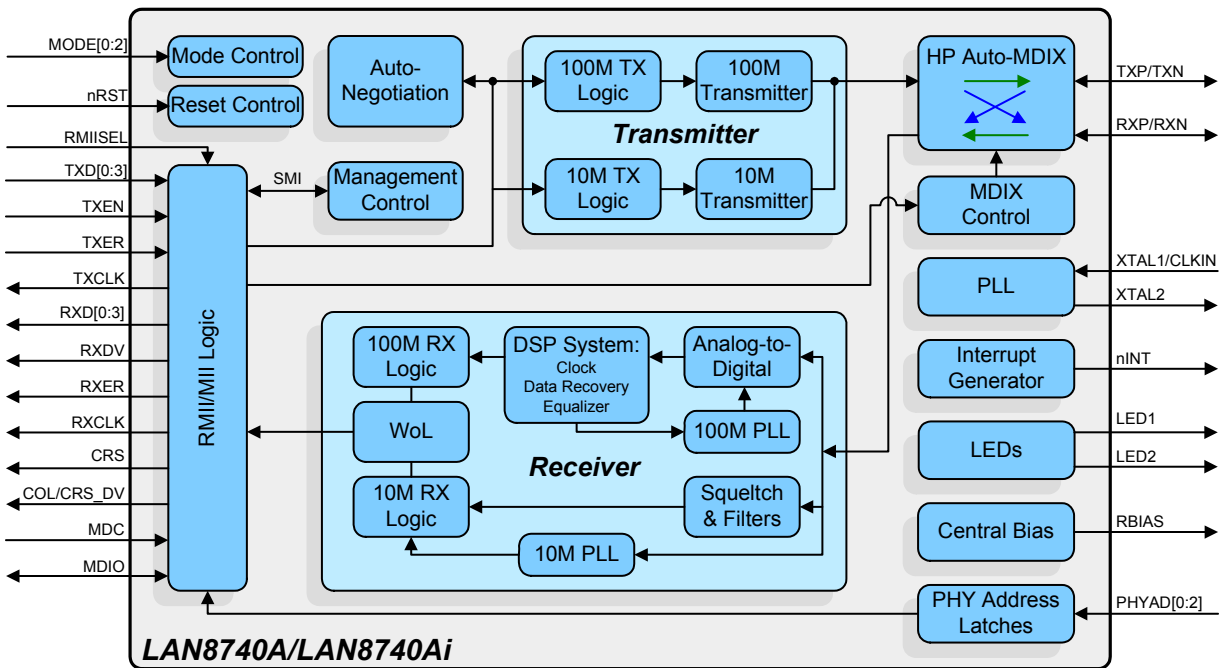 MODE[0:2]
nRST
RMIISEL
TXD[0:3]
TXEN
TXER
TXCLK
RXD[0:3]
RXDV
RXER
RXCLK
CRS
COL/CRS_DV
MDC
MDIO
Mode Control
Reset Control
RMII/MII Logic
Auto-
Negotiation
SMI
Management
Control
100M TX
Logic
100M
Transmitter
Transmitter
10M TX
Logic
10M
Transmitter
100M RX
Logic
DSP System:
Clock
Data Recovery
Equalizer
Analog-to-
Digital
100M PLL
WoL
Receiver
10M RX
Logic
Squeltch
& Filters
10M PLL
HP Auto-MDIX
MDIX
Control
PLL
Interrupt
Generator
LEDs
Central Bias
PHY Address
Latches
TXP/TXN
RXP/RXN
XTAL1/CLKIN
XTAL2
nINT
LED1
LED2
RBIAS
PHYAD[0:2]
LAN8740A/LAN8740Ai